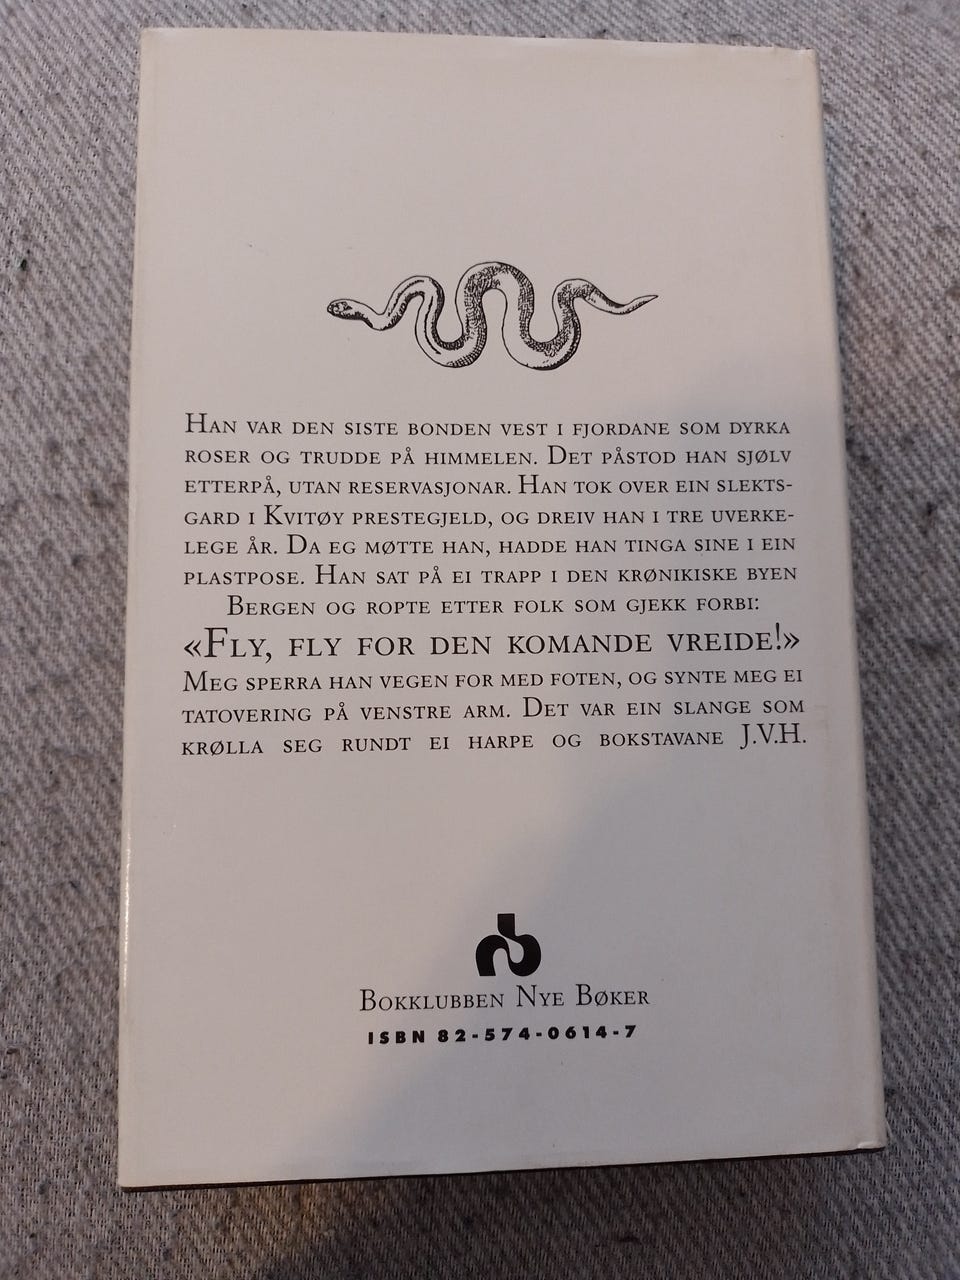 Han var den siste bonden vest i fjordane som dyrka
roser og trudde på himmelen. Det påstod han sjølv
etterpå, utan reservasjonar. Han tok over ein slekts-
gard i Kvitøy prestegjeld, og dreiv han i tre uverke-
lege år. Da eg møtte han, hadde han tinga sine i ein
plastpose. Han sat på ei trapp i den krønikiske byen
Bergen og ropte etter folk som gjekk forbi:
«Fly, fly for den komande vreide!»
Meg sperra han vegen for med foten, og synte meg ei
tatovering på venstre arm. Det var ein slange som
krølla seg rundt ei harpe og bokstavane J.V.H.
Bokklubben Nye Bøker
ISBN 82-574-0614-7